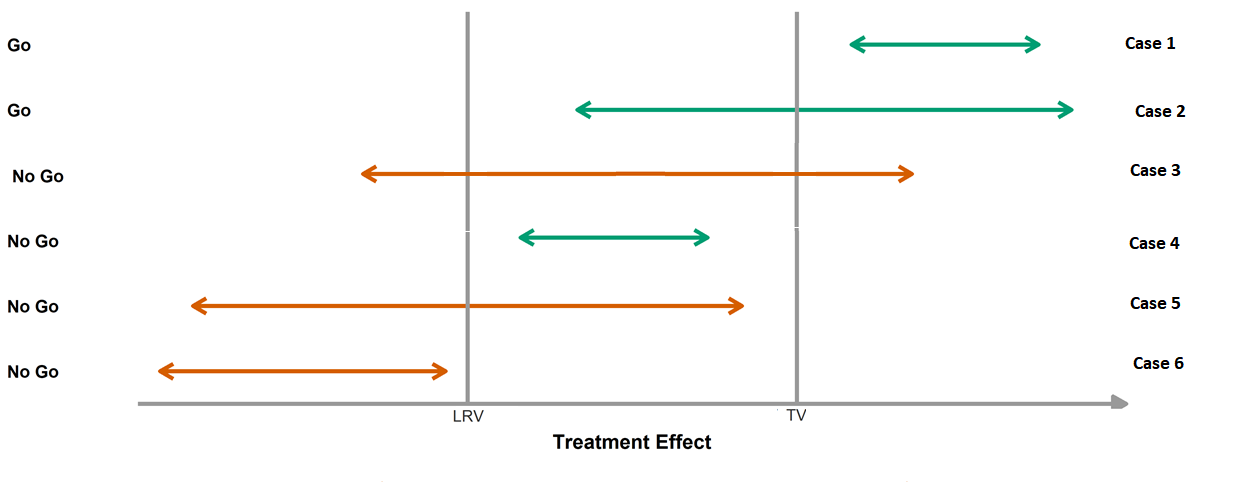 Go Case 1
Go Case 2
No Go Case 3
No Go Case 4
No Go Case 5
No Go Case 6
LRV TV
Treatment Effect